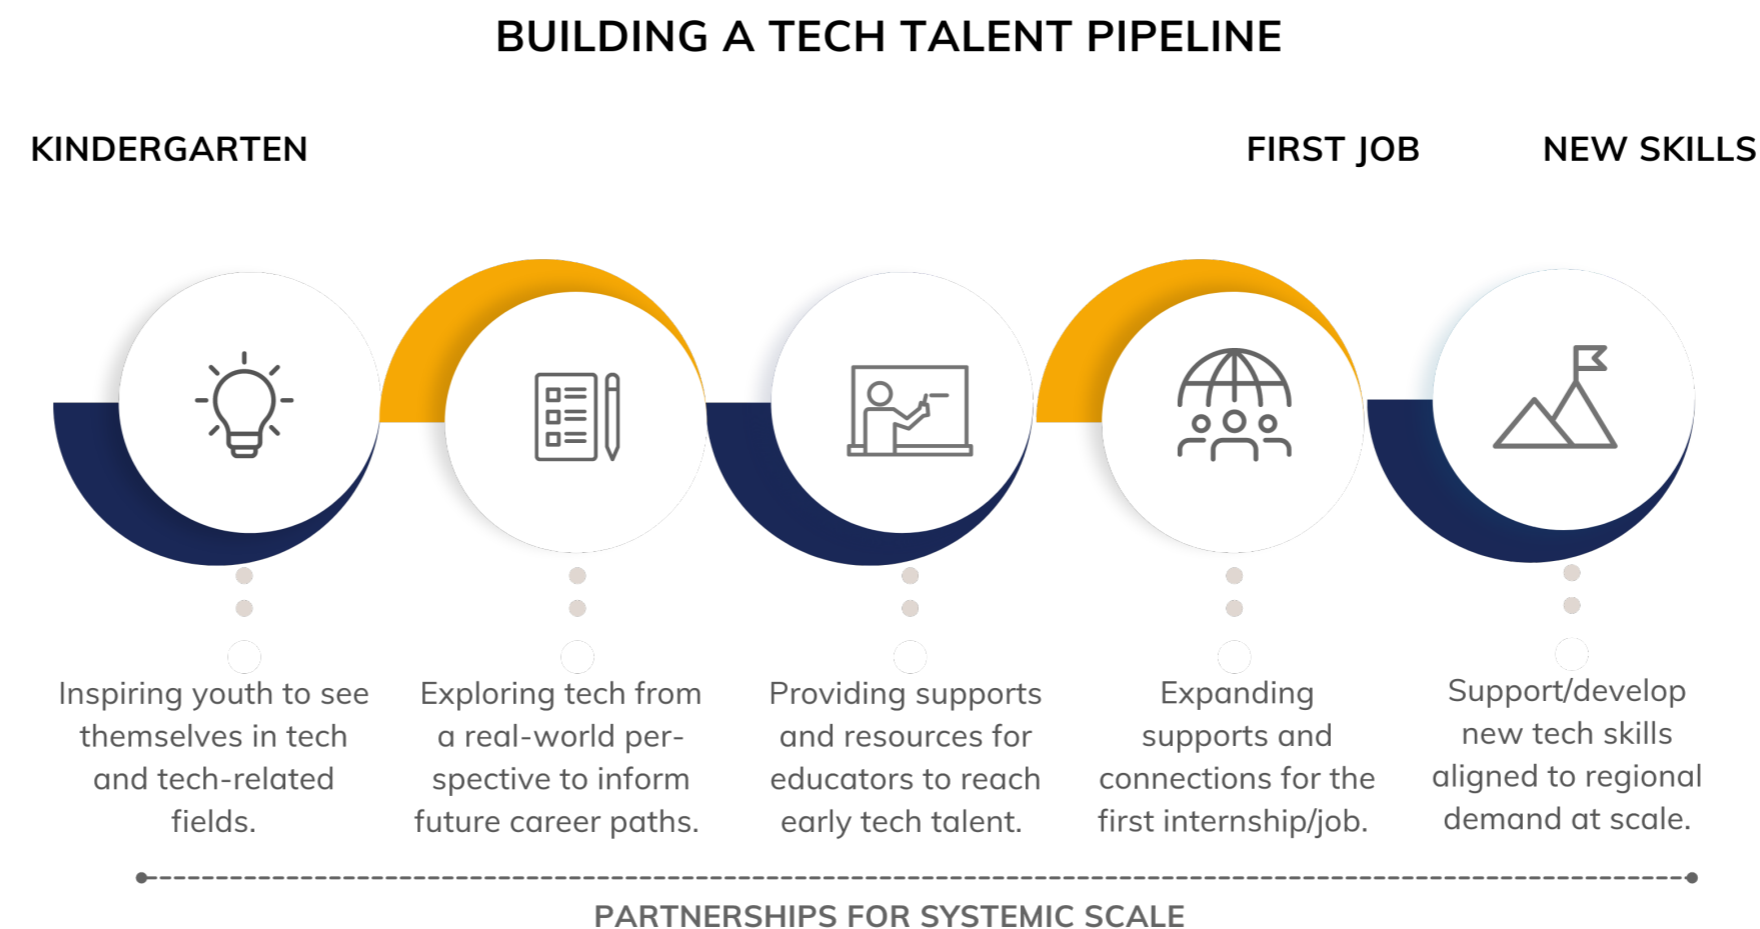 BUILDING A TECH TALENT PIPELINE
KINDERGARTEN
FIRST JOB
NEW SKILLS
Inspiring youth to see
themselves in tech
and tech-related
fields.
Exploring tech from
a real-world per-
spective to inform
future career paths.
Providing supports
and resources for
educators to reach
early tech talent.
Expanding
supports and
connections for the
first internship/job.
Support/develop
new tech skills
aligned to regional
demand at scale.
PARTNERSHIPS FOR SYSTEMIC SCALE